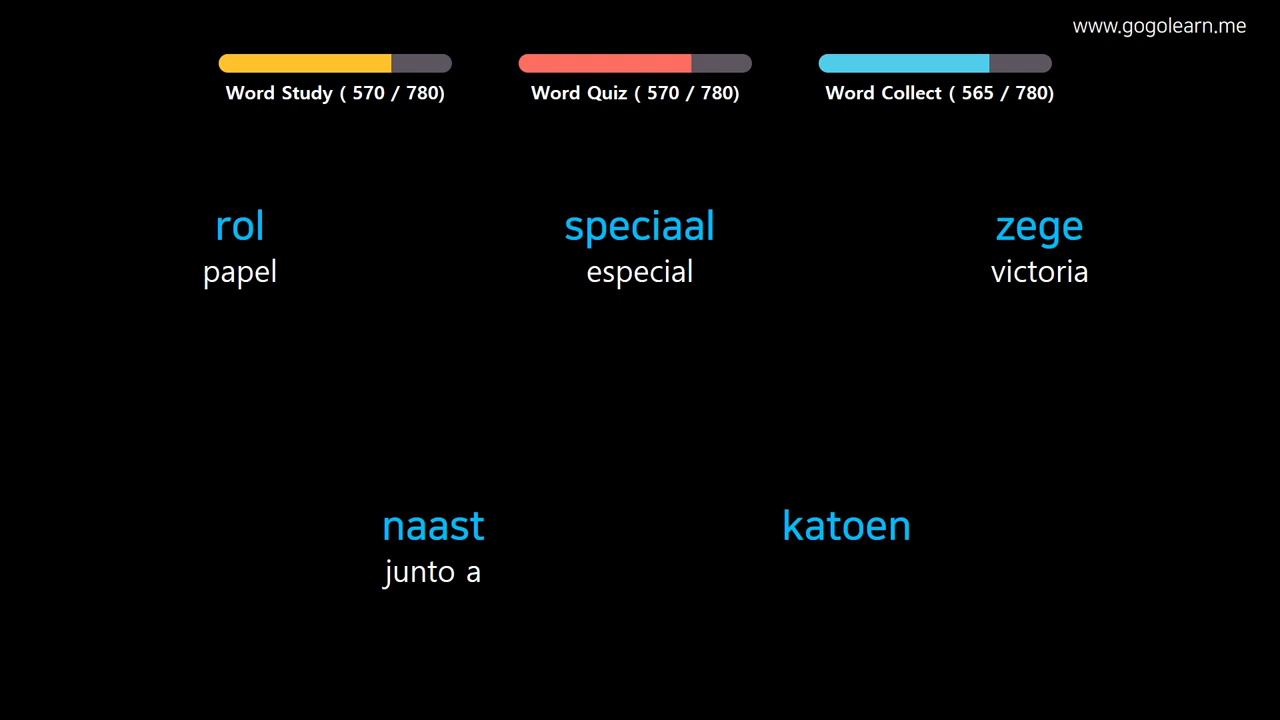 www.gogolearn.me
Word Study ( 570 / 780)
Word Quiz ( 570 / 780)
Word Collect ( 565 / 780)
rol
papel
speciaal
especial
zege
victoria
naast
junto a
katoen